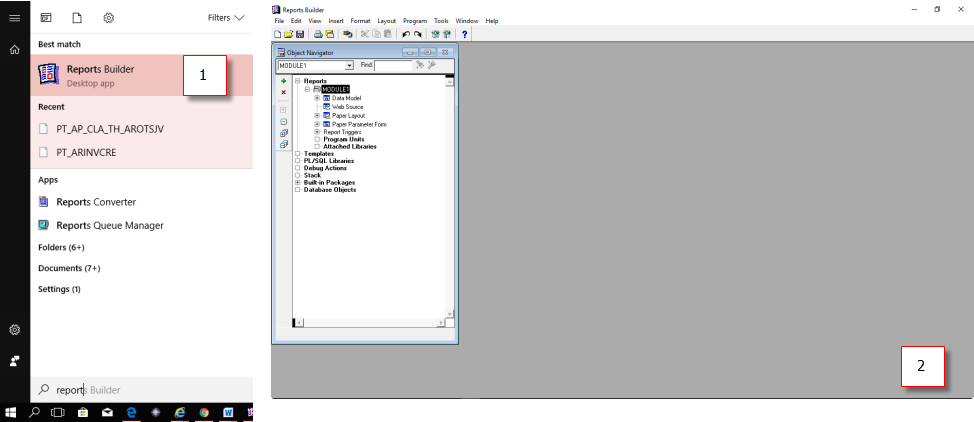 Filters
Best match
Reports Builder
Desktop app
1
Recent
PT_AP_CLA_TH_AROTSJV
PT_ARINVCRE
Apps
Reports Converter
Reports Queue Manager
Folders (6+)
Documents (7+)
Settings (1)
reports Builder
Reports Builder
File Edit View Insert Format Layout Program Tools Window Help
Object Navigator
MODULE1 Find
Reports
MODULE1
Data Model
Web Source
Paper Layout
Paper Parameter Form
Report Triggers
Program Units
Attached Libraries
Templates
PL/SQL Libraries
Debug Actions
Stack
Built-in Packages
Database Objects
2